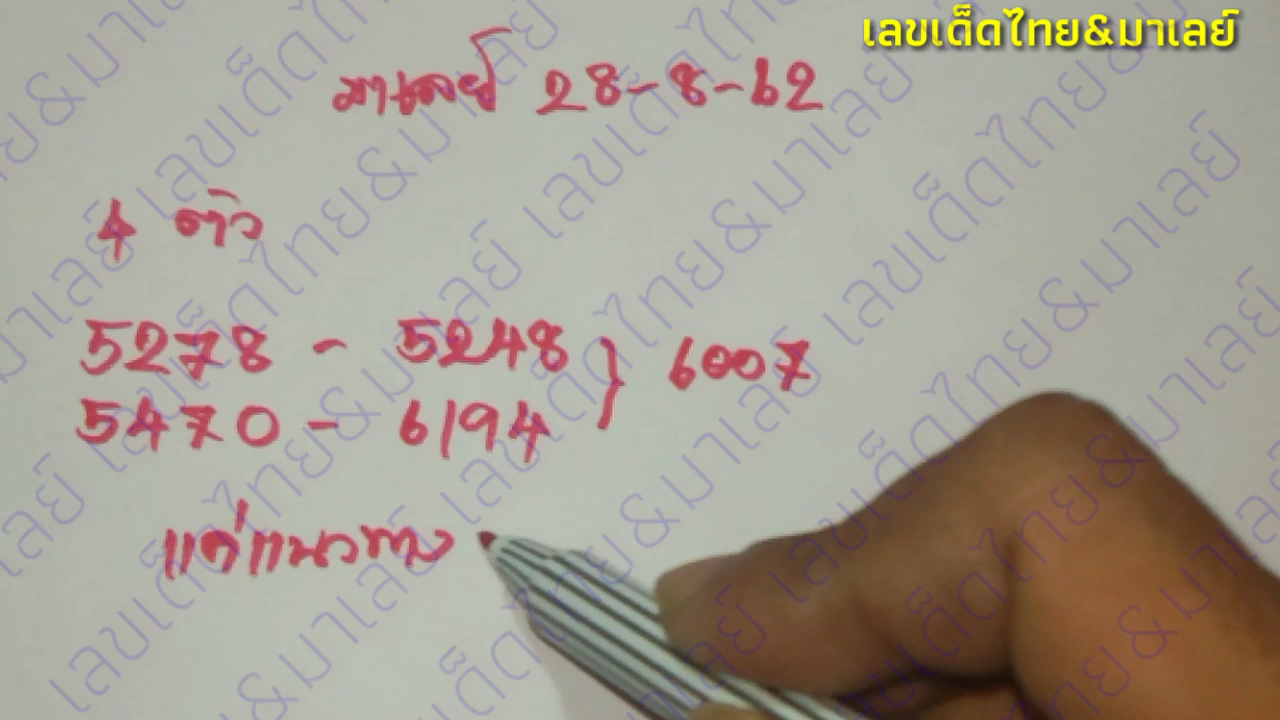 เลขเด็ดไทย&มาเลย์
มาเลย์ 28-8-62
4 ตัว
5278 - 5248 } 6007
5470 - 6194
แค่แนวทาง